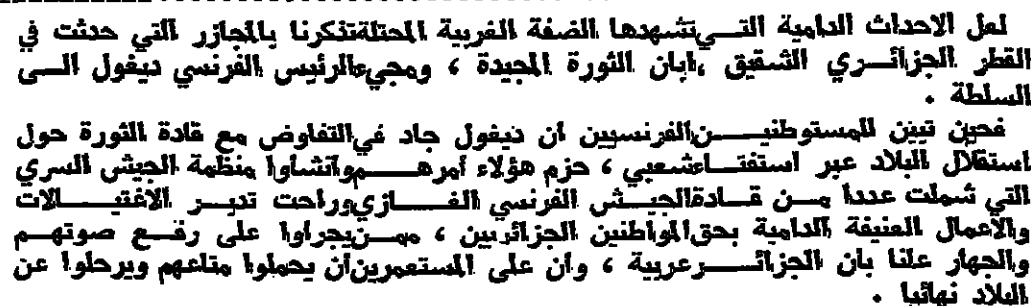 لعل الاحداث الدامية التي تشهدها الضفة الغربية المحتلة تذكرنا بالمجازر التي حدثت في
القطر الجزائري الشقيق ، ابان الثورة المجيدة ، ومجيء الرئيس الفرنسي ديغول الى
السلطة .
فحين تبين للمستوطنين الفرنسيين ان ديغول جاد في التفاوض مع قادة الثورة حول
استقلال البلاد عبر استفتاء شعبي ، حزم هؤلاء امرهم وانشاوا منظمة الجيش السري
التي شملت عددا من قادة الجيش الفرنسي الغازي وراحت تدبر الاغتيالات
والاعمال العنيفة الدامية بحق المواطنين الجزائريين ، ممن يجراوا على رفع صوتهم
والجهار علنا بان الجزائر عربية ، وان على المستعمرين ان يحملوا متاعهم ويرحلوا عن
البلاد نهائيا .